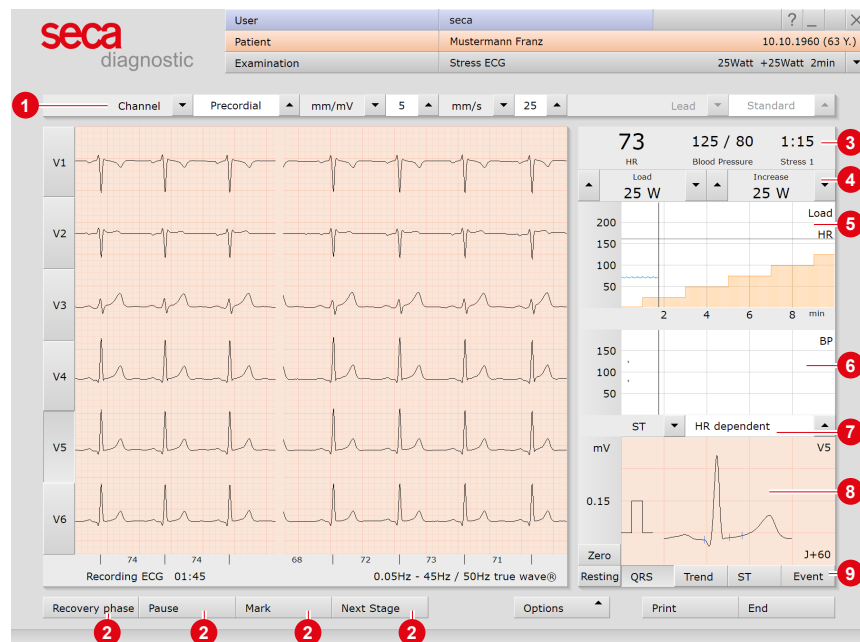 seca
diagnostic
User seca ? _ X
Patient Mustermann Franz 10.10.1960 (63 Y.)
Examination Stress ECG 25Watt +25Watt 2min
1 Channel Precordial mm/mV 5 mm/s 25 Lead Standard
73 125 / 80 1:15 3
HR Blood Pressure Stress 1
Load Increase 4
25 W 25 W
V1
V2
V3
V4
V5
V6
Load 5
HR
200
150
100
50
2 4 6 8 min
BP
150 6
100
50
ST HR dependent 7
mV V5
8
0.15
Zero J+60
74 74 68 72 73 71
Recording ECG 01:45 0.05Hz - 45Hz / 50Hz true wave®
Resting QRS Trend ST Event 9
Recovery phase Pause Mark Next Stage Options Print End
2 2 2 2